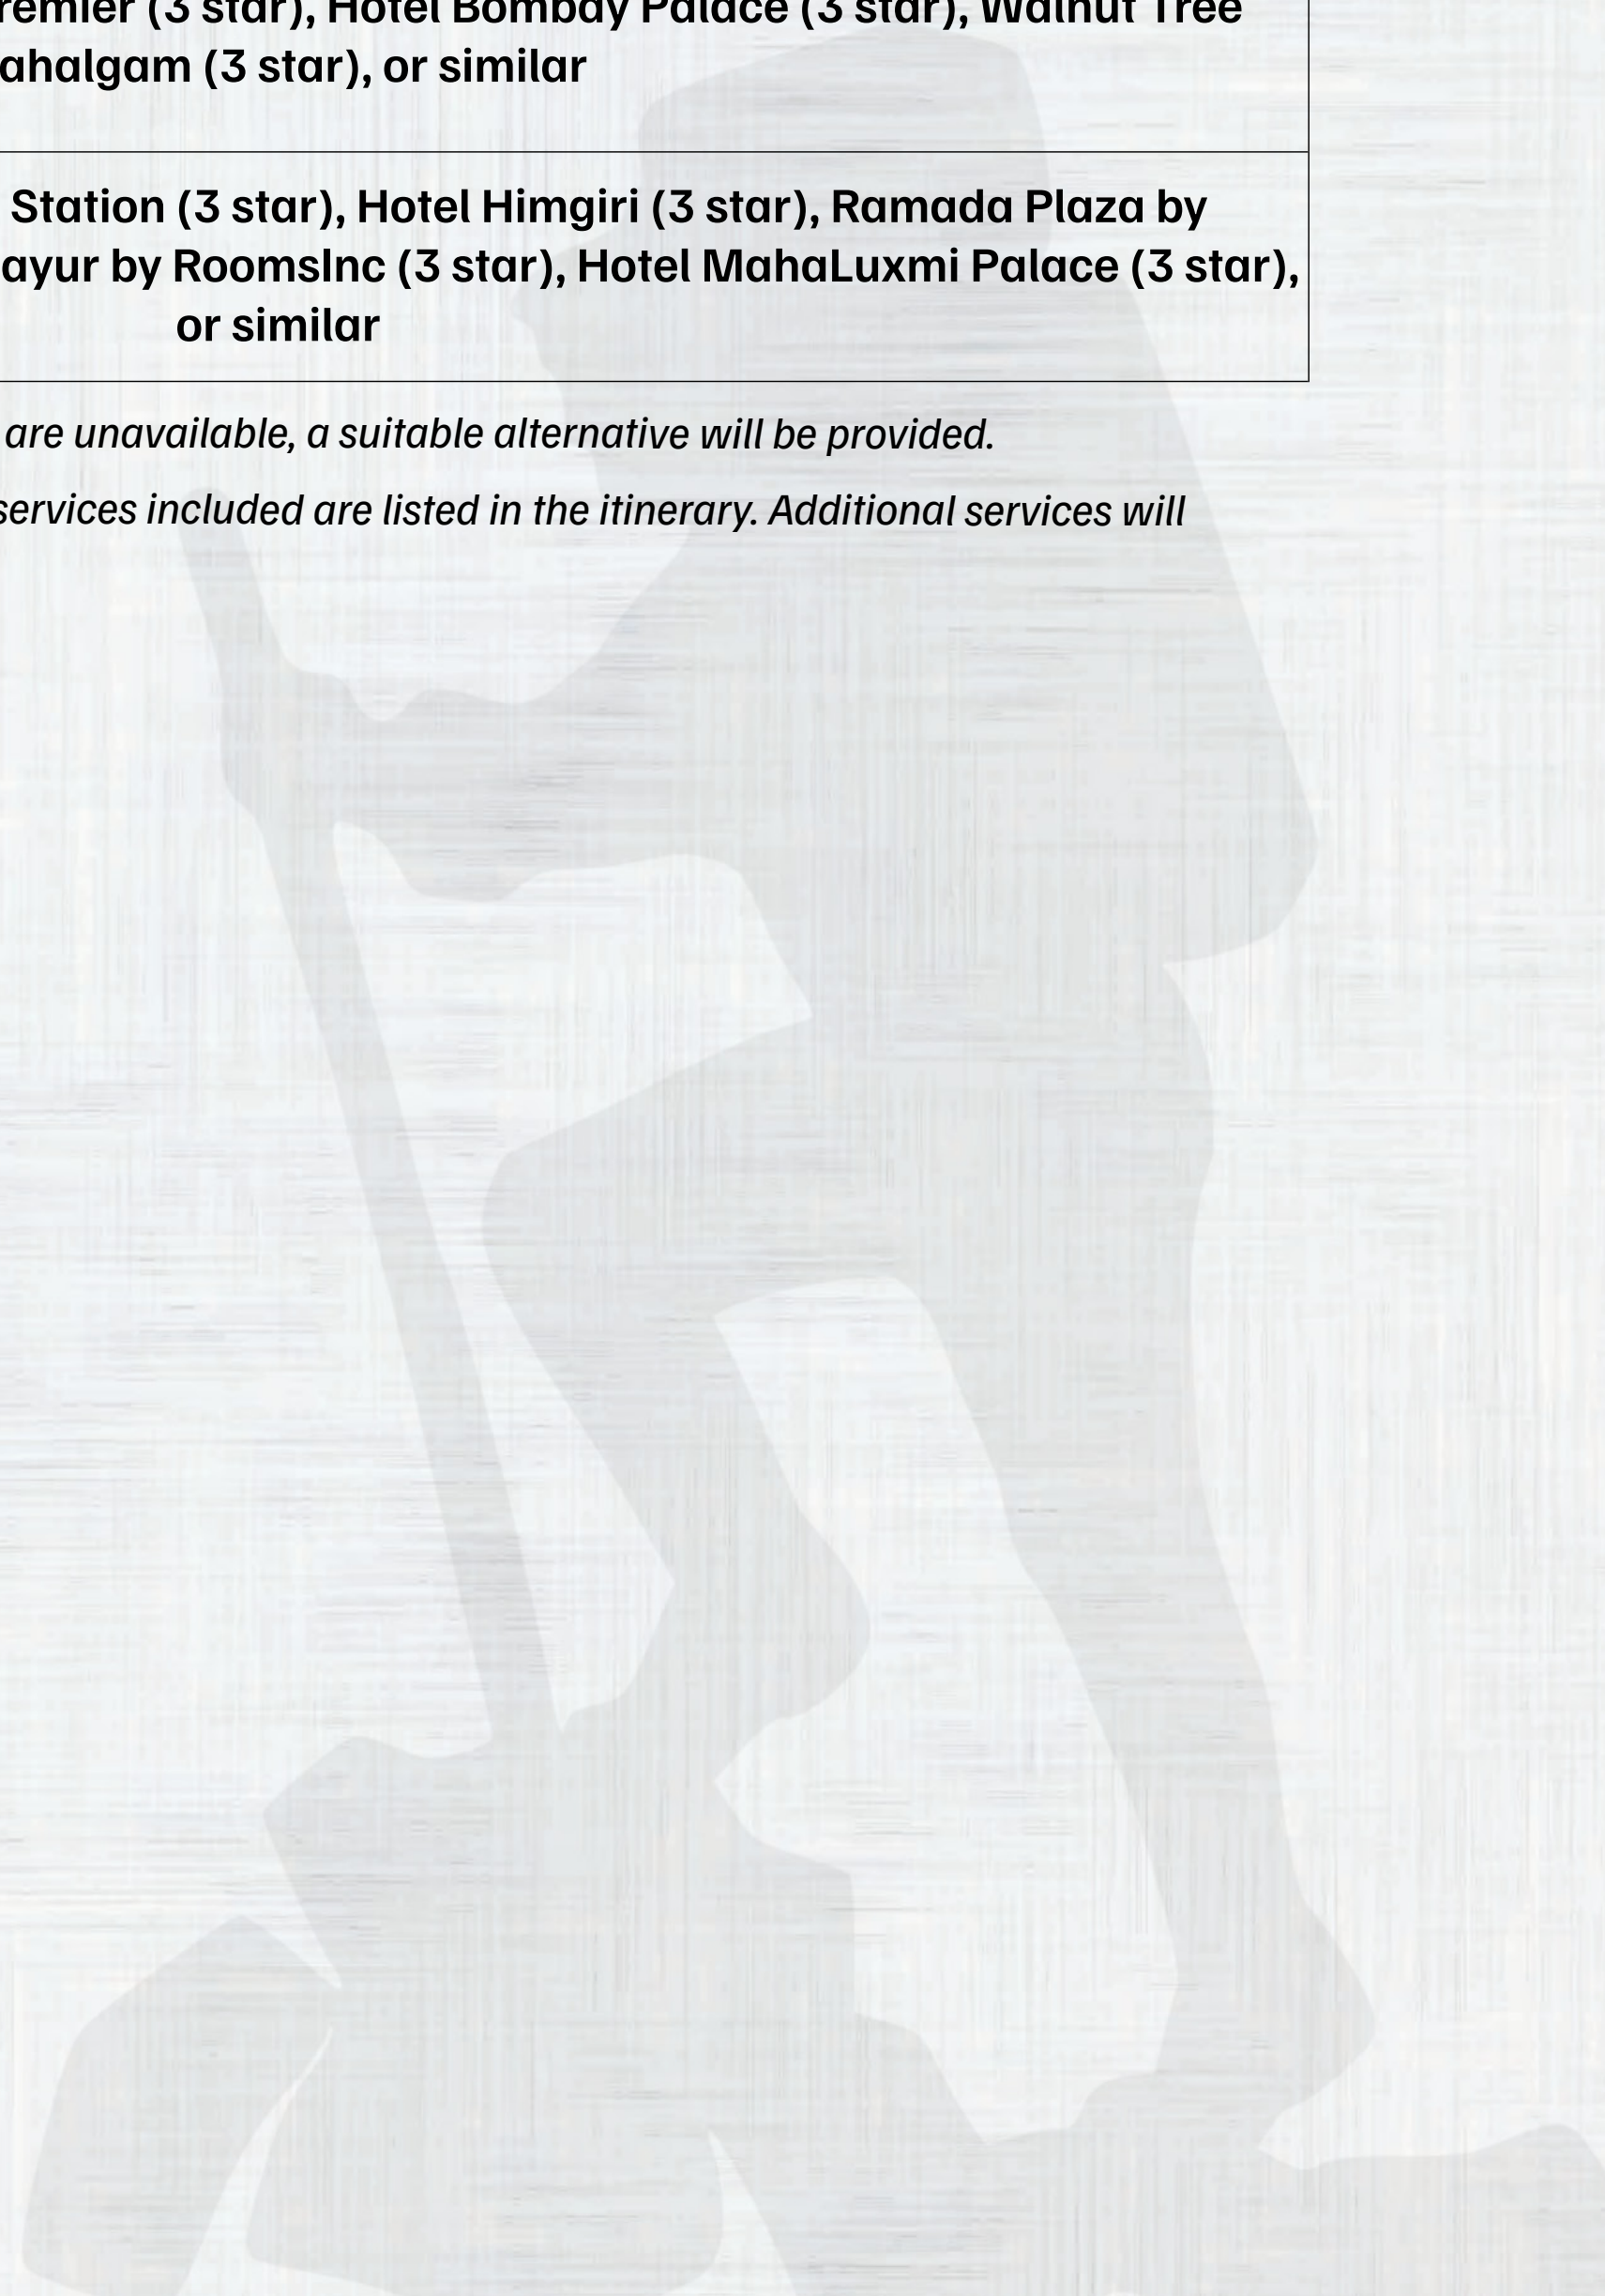 remier (3 star), Hotel Bombay Palace (3 star), Walnut Tree
ahalgam (3 star), or similar
Station (3 star), Hotel Himgiri (3 star), Ramada Plaza by
ayur by RoomsInc (3 star), Hotel MahaLuxmi Palace (3 star),
or similar
are unavailable, a suitable alternative will be provided.
services included are listed in the itinerary. Additional services will